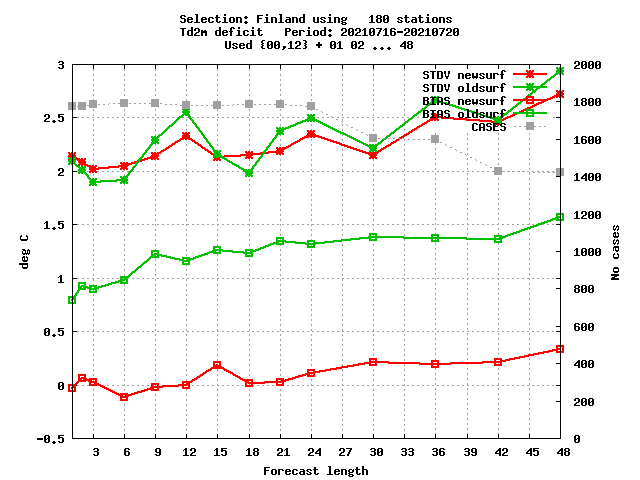 Selection: Finland using   180 stations
Td2m deficit   Period: 20210716-20210720
Used {00,12} + 01 02 ... 48
STDV newsurf
STDV oldsurf
BIAS newsurf
BIAS oldsurf
CASES
3
2.5
2
1.5
1
0.5
0
-0.5
deg C
2000
1800
1600
1400
1200
1000
800
600
400
200
0
No cases
3 6 9 12 15 18 21 24 27 30 33 36 39 42 45 48
Forecast length